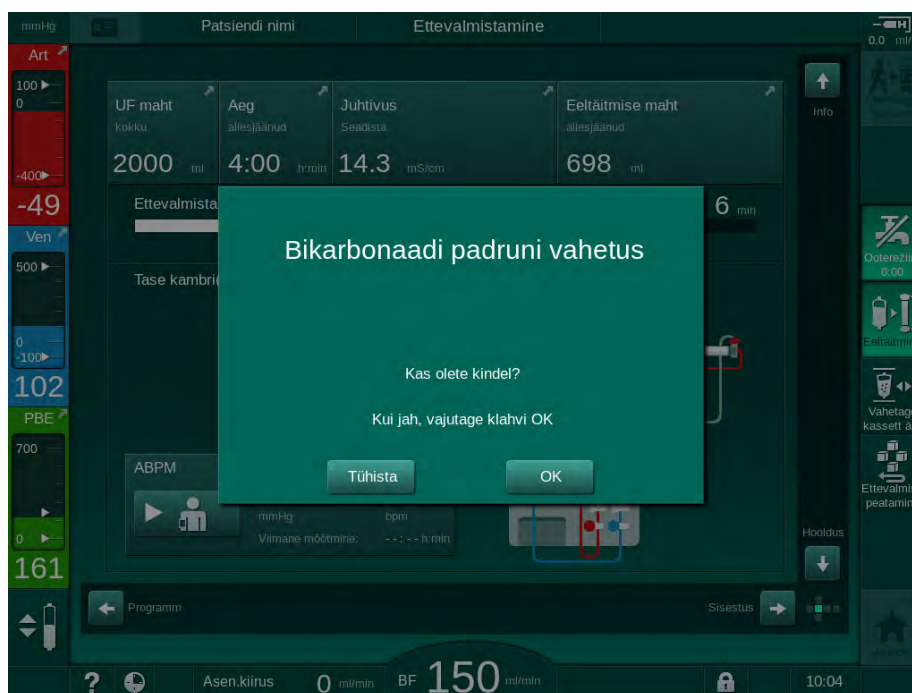 mmHg
Patsiendi nimi
Ettevalmistamine
0.0 ml/
Art
100
0
-400
-49
Ven
500
0
-100
102
PBE
700
0
161
UF maht
kokku
2000 ml
Aeg
allesjäänud
4:00 h:min
Juhtivus
Seadista
14.3 mS/cm
Eeltäitmise maht
allesjäänud
698 ml
Info
Ettevalmista
6 min
Tase kambri
Bikarbonaadi padruni vahetus
Kas olete kindel?
Kui jah, vajutage klahvi OK
Tühista
OK
ABPM
mmHg
bpm
Viimane mõõtmine:
--:-- h:min
Ooterežii
0:00
Eeltäitmi
Vahetage
kassett ä
Ettevalmis
peatamin
Hooldus
Programm
Sisestus
?
Asen.kiirus
0 ml/min
BF 150 ml/min
10:04